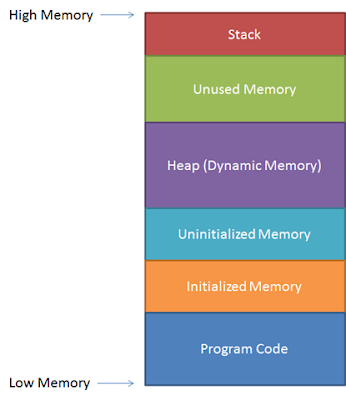 High Memory
Stack
Unused Memory
Heap (Dynamic Memory)
Uninitialized Memory
Initialized Memory
Program Code
Low Memory